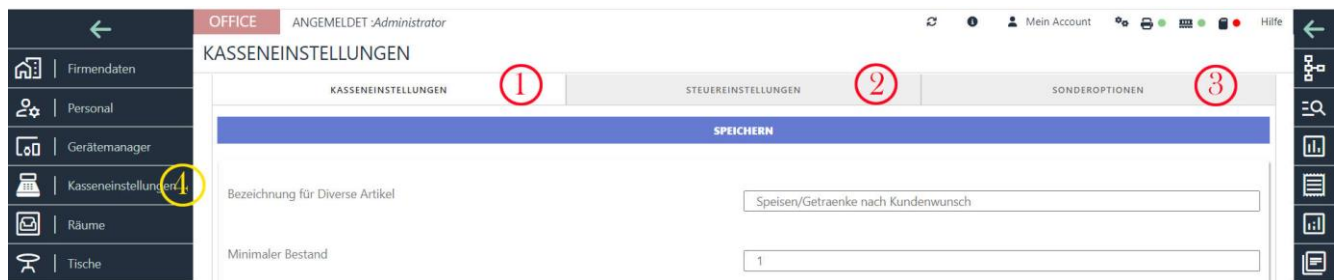 OFFICE ANGEMELDET :Administrator Mein Account Hilfe
KASSENEINSTELLUNGEN
Firmendaten
KASSENEINSTELLUNGEN 1 STEUEREINSTELLUNGEN 2 SONDEROPTIONEN 3
Personal
SPEICHERN
Gerätemanager
Kasseneinstellungen 4
Bezeichnung für Diverse Artikel Speisen/Getraenke nach Kundenwunsch
Räume
Minimaler Bestand 1
Tische